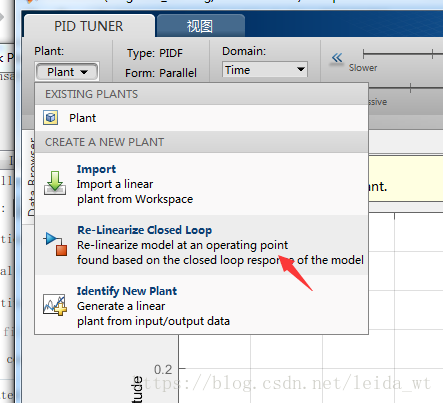 PID TUNER
视图
Plant:
Plant
Type: PIDF
Form: Parallel
Domain:
Time
Slower
EXISTING PLANTS
Plant
CREATE A NEW PLANT
Import
Import a linear
plant from Workspace
Re-Linearize Closed Loop
Re-linearize model at an operating point
found based on the closed loop response of the model
Identify New Plant
Generate a linear
plant from input/output data
Data Browser
nt.
0.2
https://blog.csdn.net/leida_wt